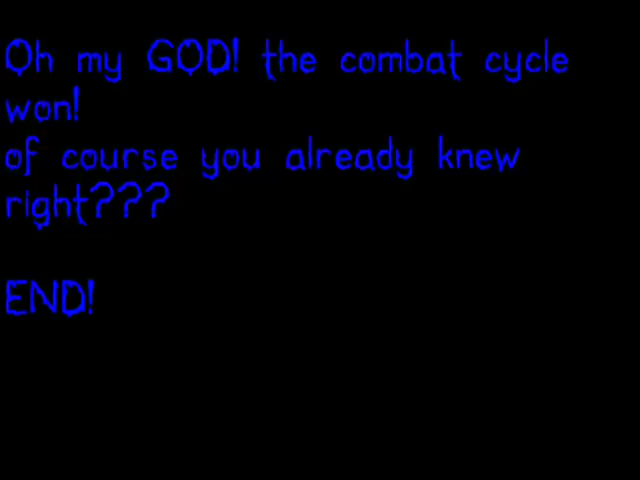 Oh my GOD! the combat cycle
won!
of course you already knew
right???
END!